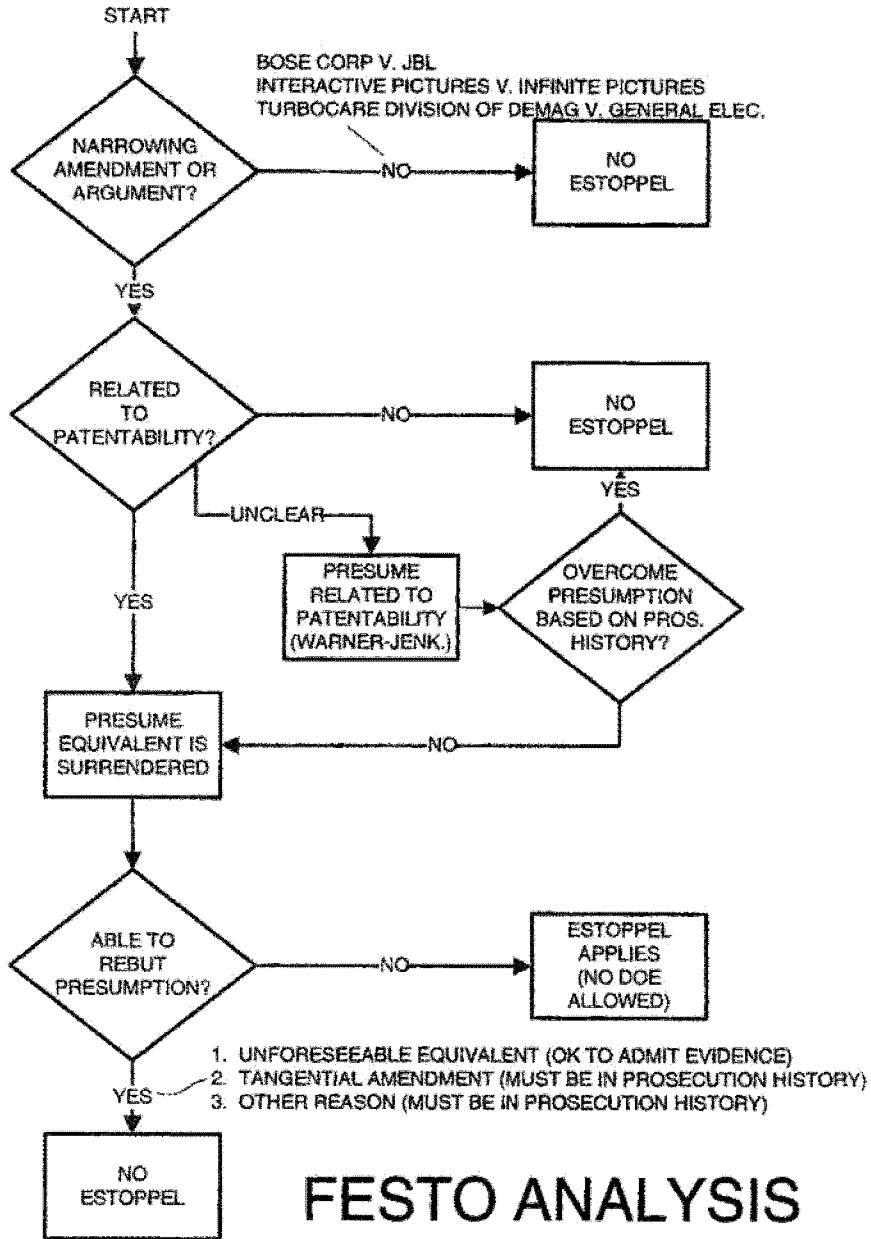 START
BOSE CORP V. JBL
INTERACTIVE PICTURES V. INFINITE PICTURES
TURBOCARE DIVISION OF DEMAG V. GENERAL ELEC.
NARROWING
AMENDMENT OR
ARGUMENT?
NO
NO
ESTOPPEL
YES
RELATED
TO
PATENTABILITY?
NO
NO
ESTOPPEL
YES
UNCLEAR
PRESUME
RELATED TO
PATENTABILITY
(WARNER-JENK.)
OVERCOME
PRESUMPTION
BASED ON PROS.
HISTORY?
YES
PRESUME
EQUIVALENT IS
SURRENDERED
NO
ABLE TO
REBUT
PRESUMPTION?
NO
ESTOPPEL
APPLIES
(NO DOE
ALLOWED)
1. UNFORESEEABLE EQUIVALENT (OK TO ADMIT EVIDENCE)
YES
2. TANGENTIAL AMENDMENT (MUST BE IN PROSECUTION HISTORY)
3. OTHER REASON (MUST BE IN PROSECUTION HISTORY)
NO
ESTOPPEL
FESTO ANALYSIS